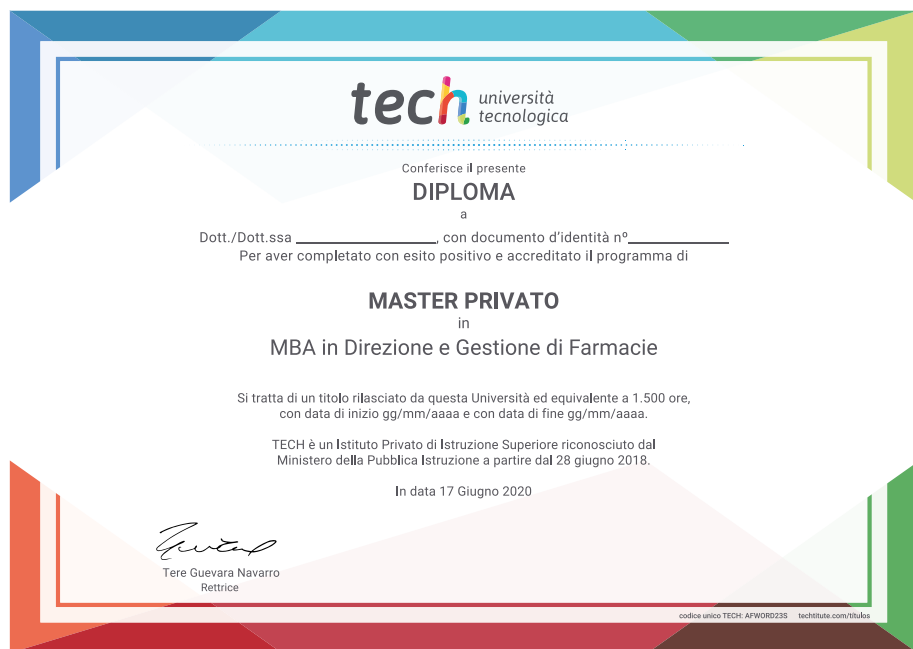 tech università
tecnologica
Conferisce il presente
DIPLOMA
a
Dott./Dott.ssa ________________, con documento d'identità nº____________
Per aver completato con esito positivo e accreditato il programma di
MASTER PRIVATO
in
MBA in Direzione e Gestione di Farmacie
Si tratta di un titolo rilasciato da questa Università ed equivalente a 1.500 ore,
con data di inizio gg/mm/aaaa e con data di fine gg/mm/aaaa.
TECH è un Istituto Privato di Istruzione Superiore riconosciuto dal
Ministero della Pubblica Istruzione a partire dal 28 giugno 2018.
In data 17 Giugno 2020
Tere Guevara Navarro
Rettrice
codice unico TECH: AFWORD23S techtitute.com/titulos